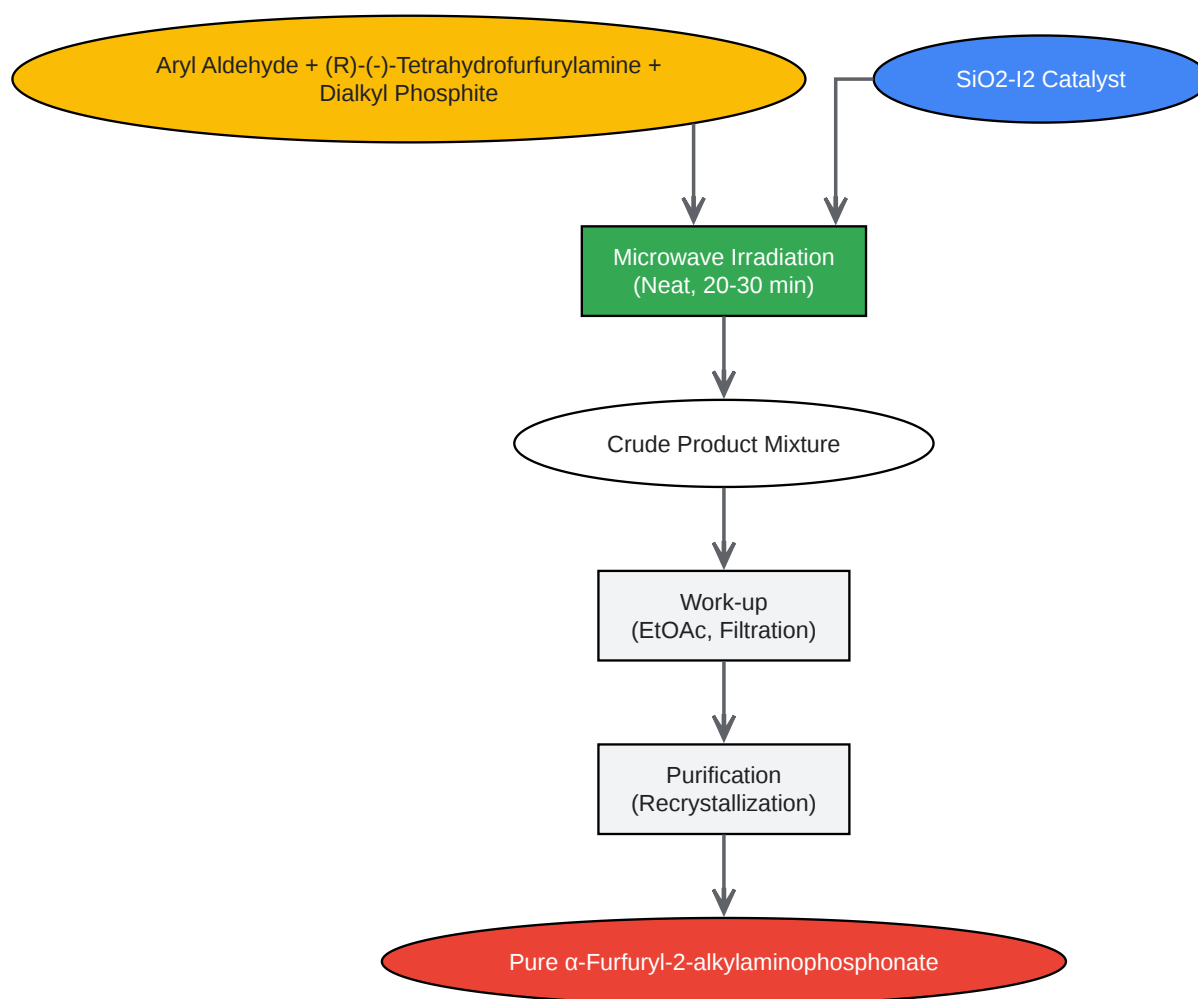 Aryl Aldehyde + (R)-(-)-Tetrahydrofurfurylamine +
Dialkyl Phosphite
SiO2-I2 Catalyst
Microwave Irradiation
(Neat, 20-30 min)
Crude Product Mixture
Work-up
(EtOAc, Filtration)
Purification
(Recrystallization)
Pure α-Furfuryl-2-alkylaminophosphonate